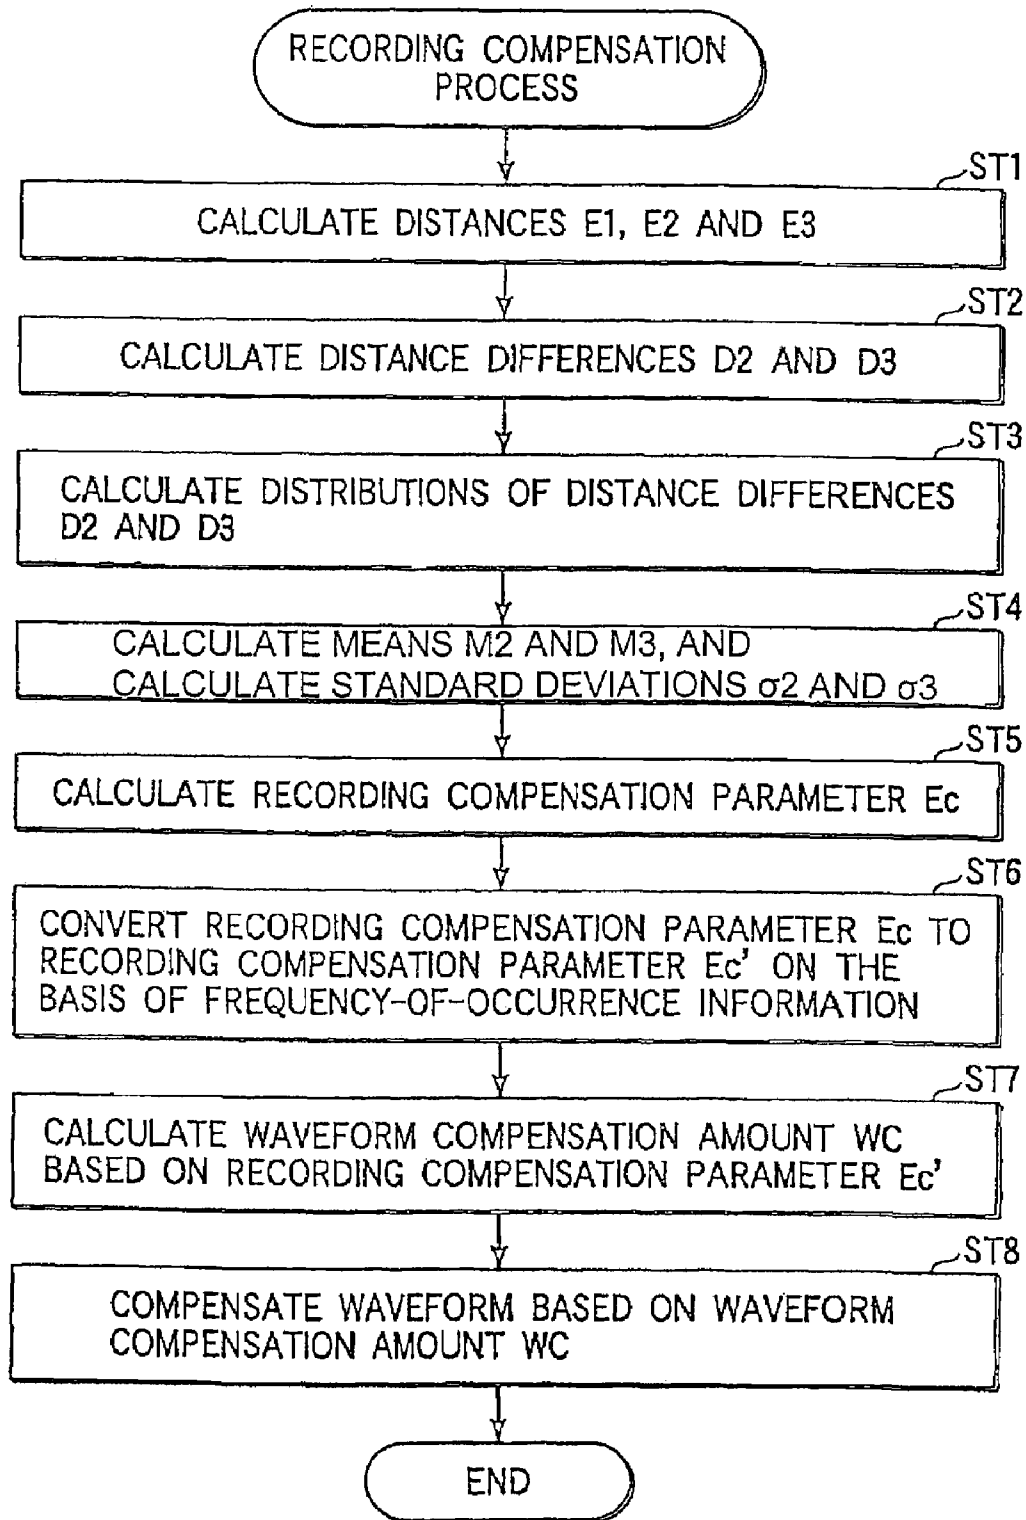 RECORDING COMPENSATION
PROCESS
ST1
CALCULATE DISTANCES E1, E2 AND E3
ST2
CALCULATE DISTANCE DIFFERENCES D2 AND D3
ST3
CALCULATE DISTRIBUTIONS OF DISTANCE DIFFERENCES
D2 AND D3
ST4
CALCULATE MEANS M2 AND M3, AND
CALCULATE STANDARD DEVIATIONS σ2 AND σ3
ST5
CALCULATE RECORDING COMPENSATION PARAMETER Ec
ST6
CONVERT RECORDING COMPENSATION PARAMETER Ec TO
RECORDING COMPENSATION PARAMETER Ec' ON THE
BASIS OF FREQUENCY-OF-OCCURRENCE INFORMATION
ST7
CALCULATE WAVEFORM COMPENSATION AMOUNT WC
BASED ON RECORDING COMPENSATION PARAMETER Ec'
ST8
COMPENSATE WAVEFORM BASED ON WAVEFORM
COMPENSATION AMOUNT WC
END